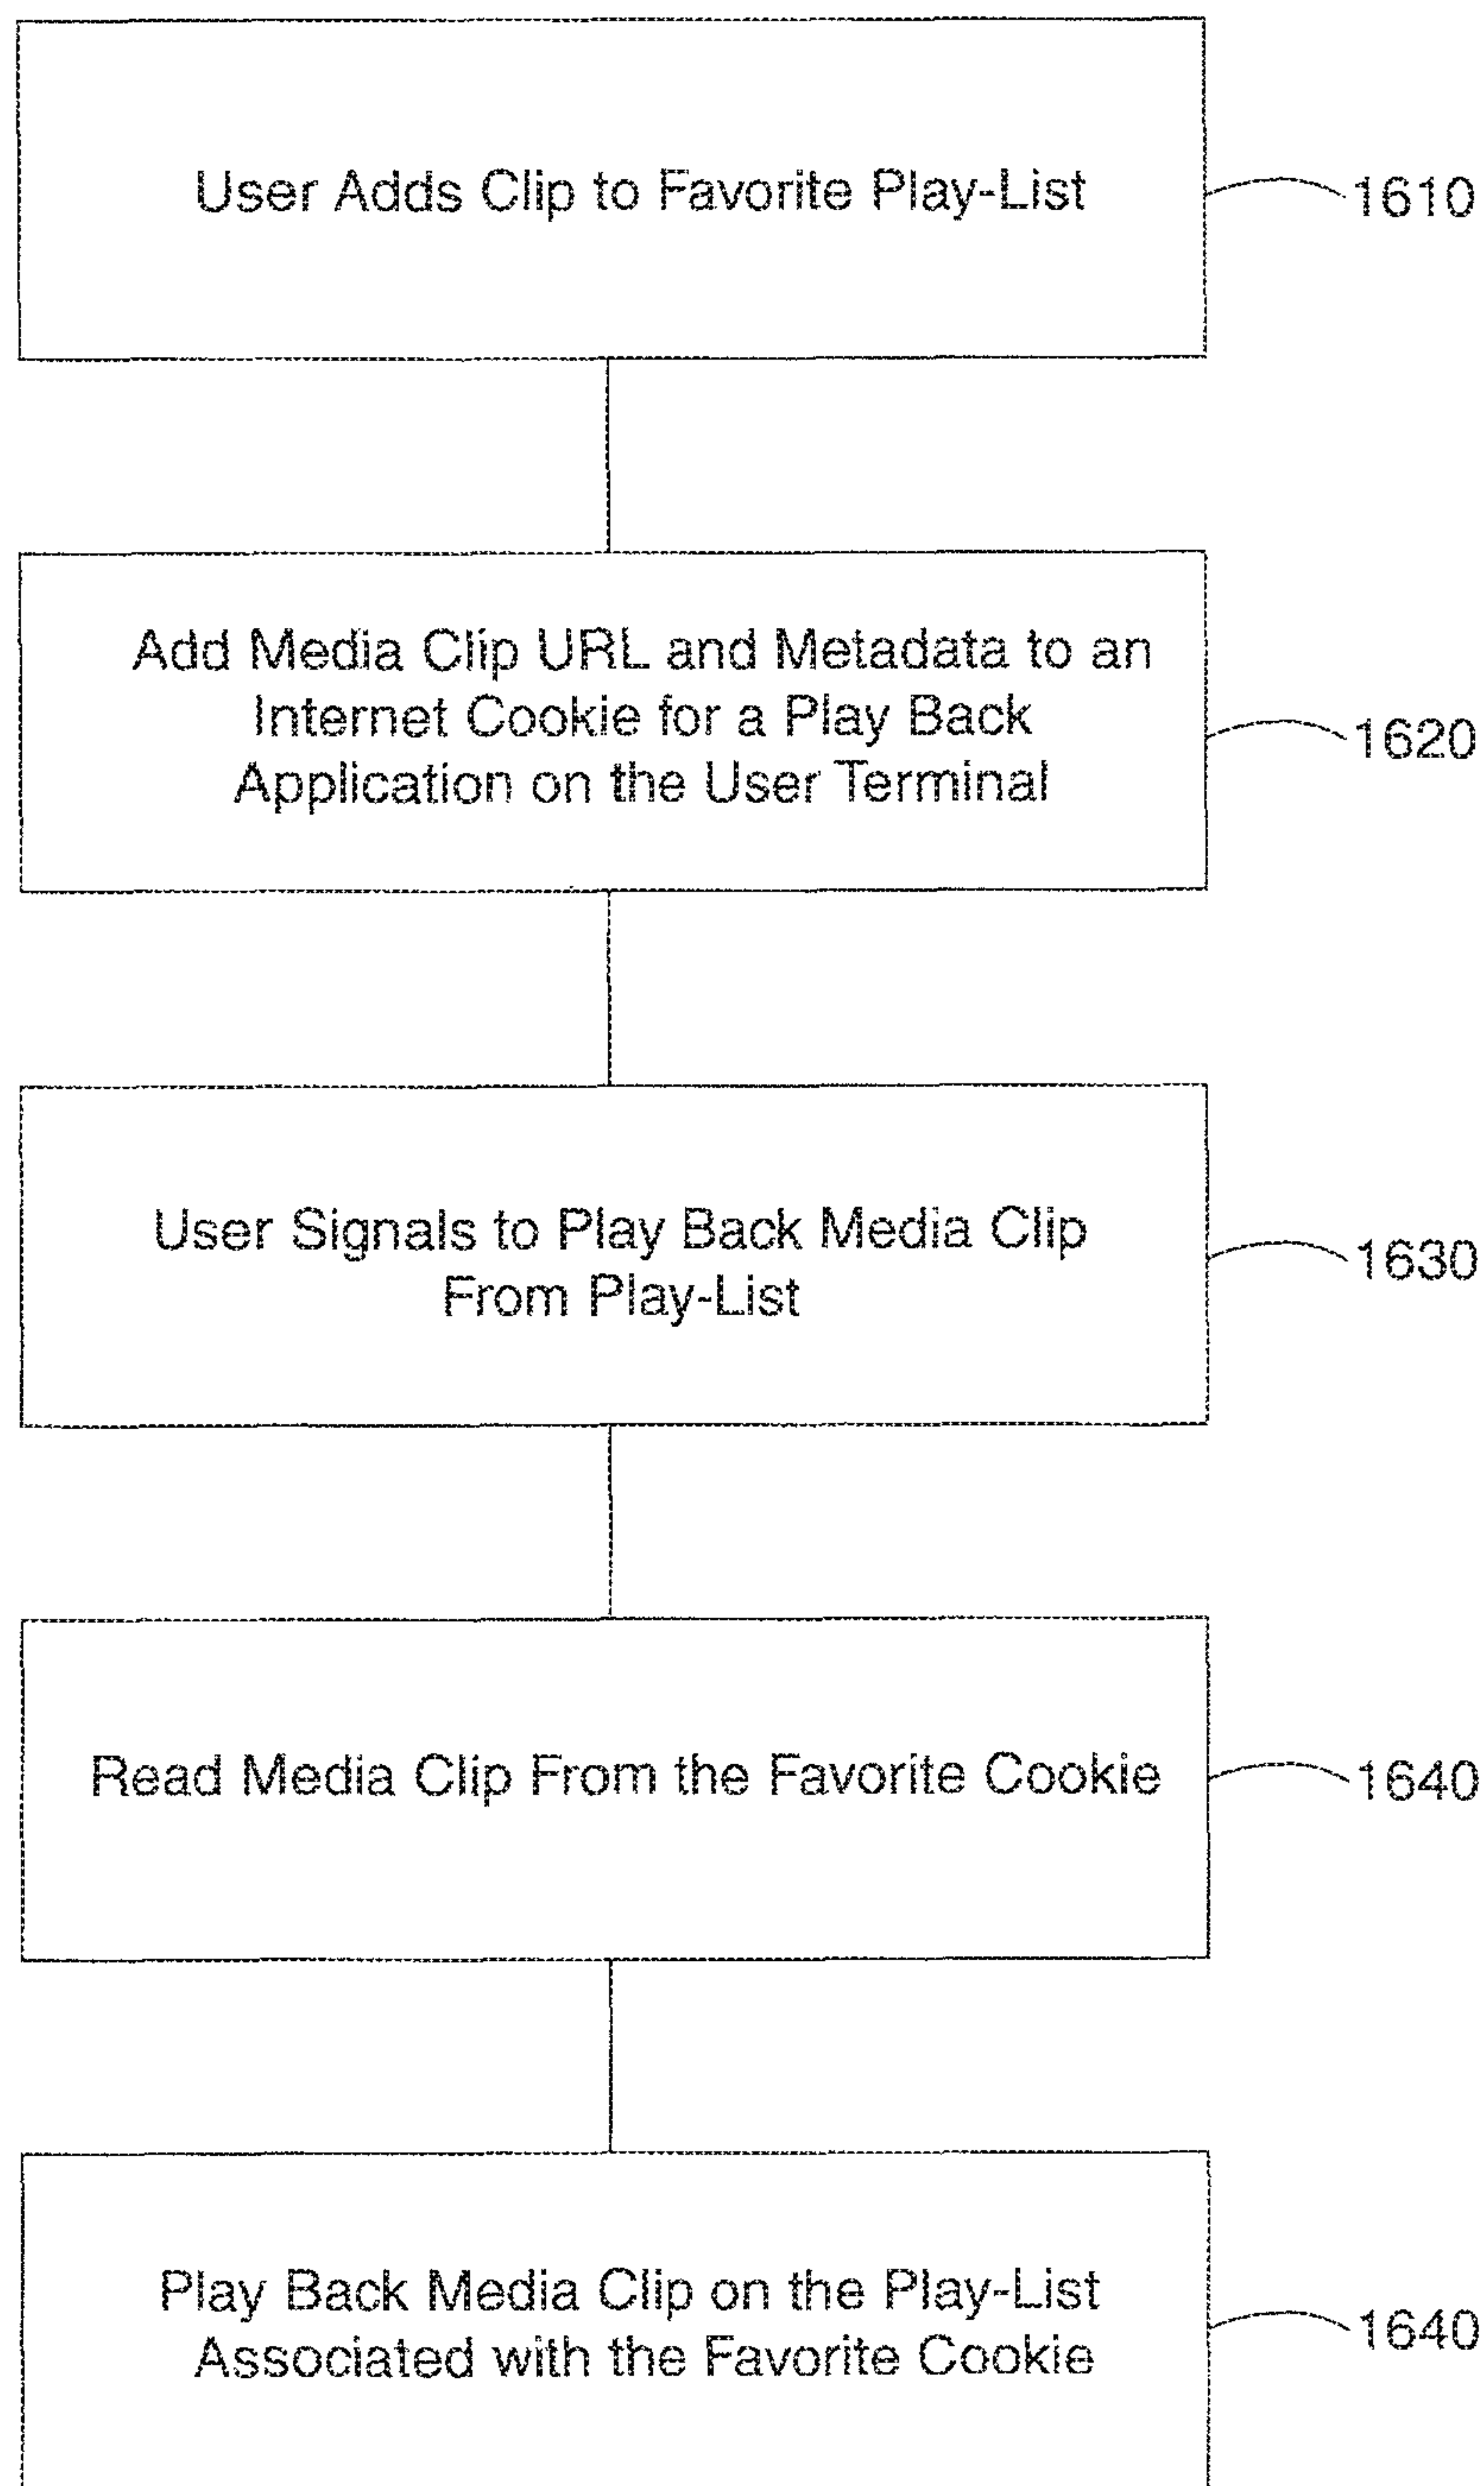 User Adds Clip to Favorite Play-List
1610
Add Media Clip URL and Metadata to an
Internet Cookie for a Play Back
Application on the User Terminal
1620
User Signals to Play Back Media Clip
From Play-List
1630
Read Media Clip From the Favorite Cookie
1640
Play Back Media Clip on the Play-List
Associated with the Favorite Cookie
1640